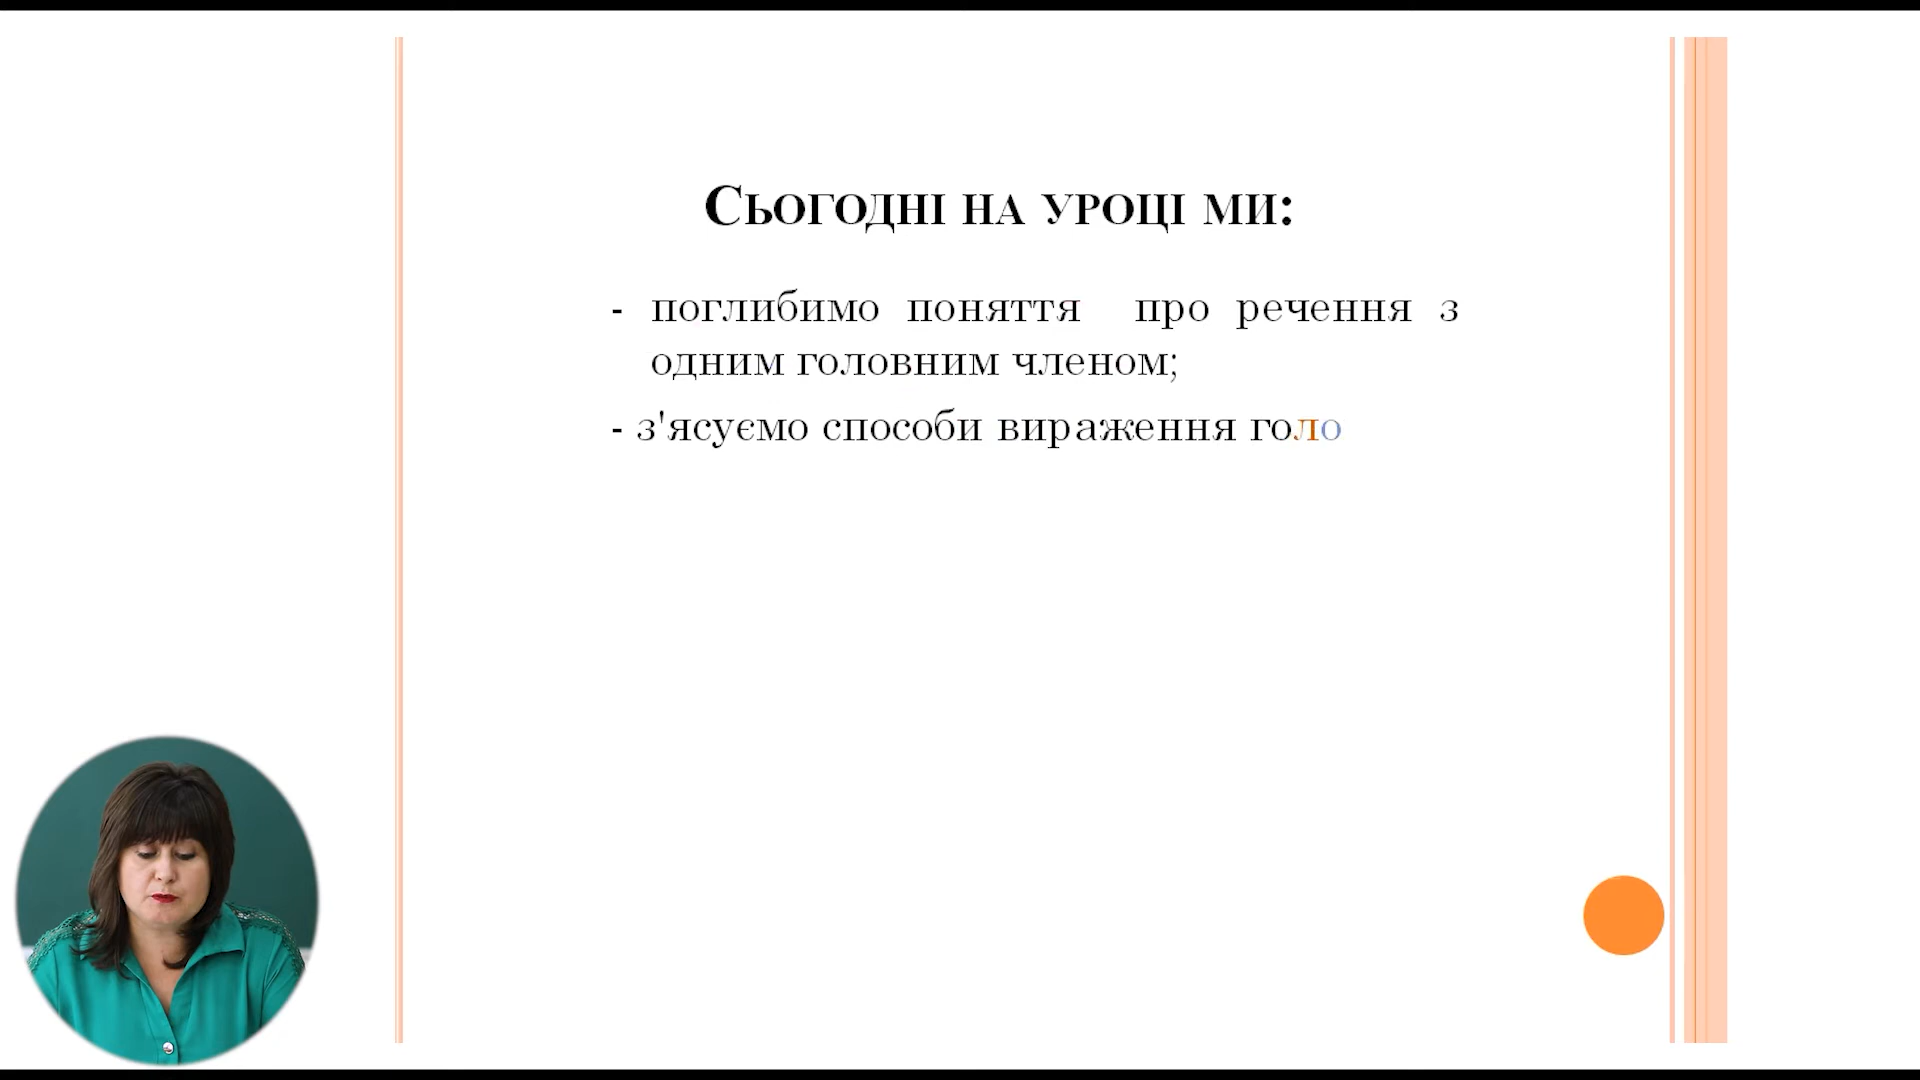 Сьогодні на уроці ми:
- поглибимо поняття про речення з
одним головним членом;
- з'ясуємо способи вираження голо